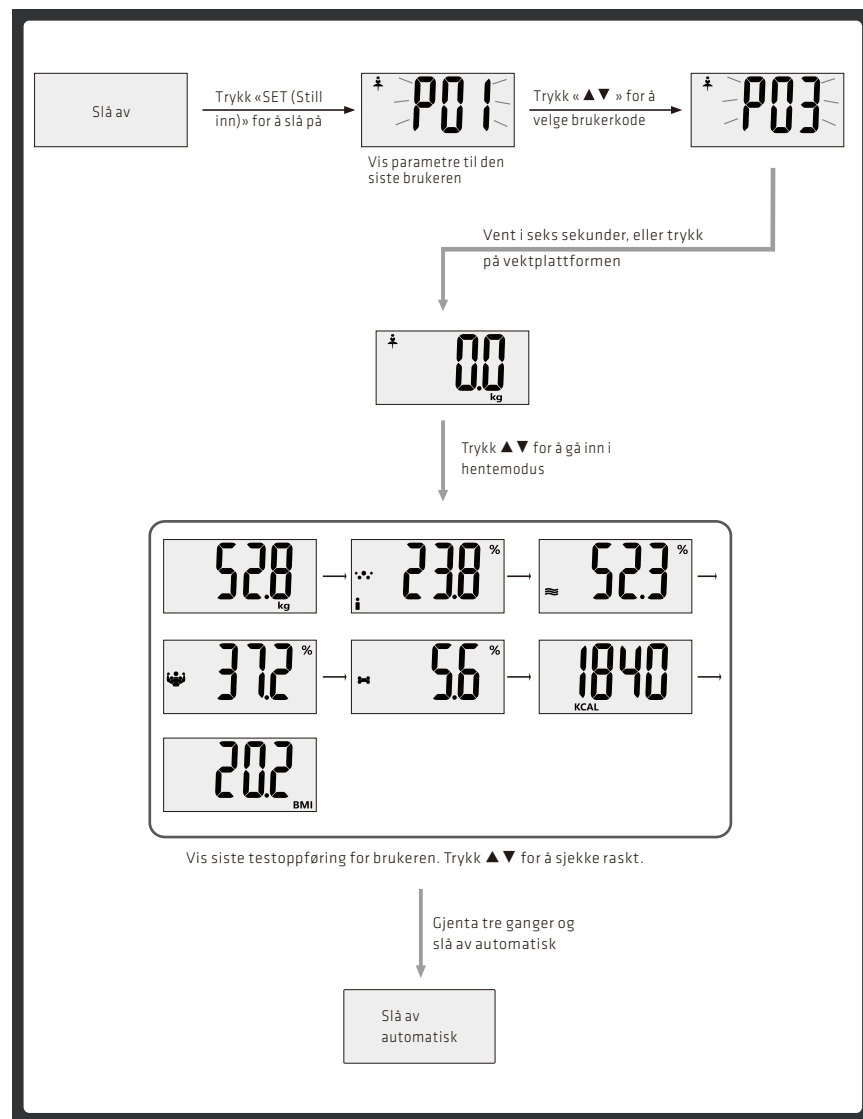 Slå av
Trykk «SET (Still
inn)» for å slå på
P01
Vis parametre til den
siste brukeren
Trykk « ▲▼ » for å
velge brukerkode
P03
Vent i seks sekunder, eller trykk
på vektplattformen
0.0
kg
Trykk ▲▼ for å gå inn i
hentemodus
52.8
kg
23.8 %
52.3 %
37.2 %
5.6 %
1840
KCAL
20.2
BMI
Vis siste testoppføring for brukeren. Trykk ▲▼ for å sjekke raskt.
Gjenta tre ganger og
slå av automatisk
Slå av
automatisk